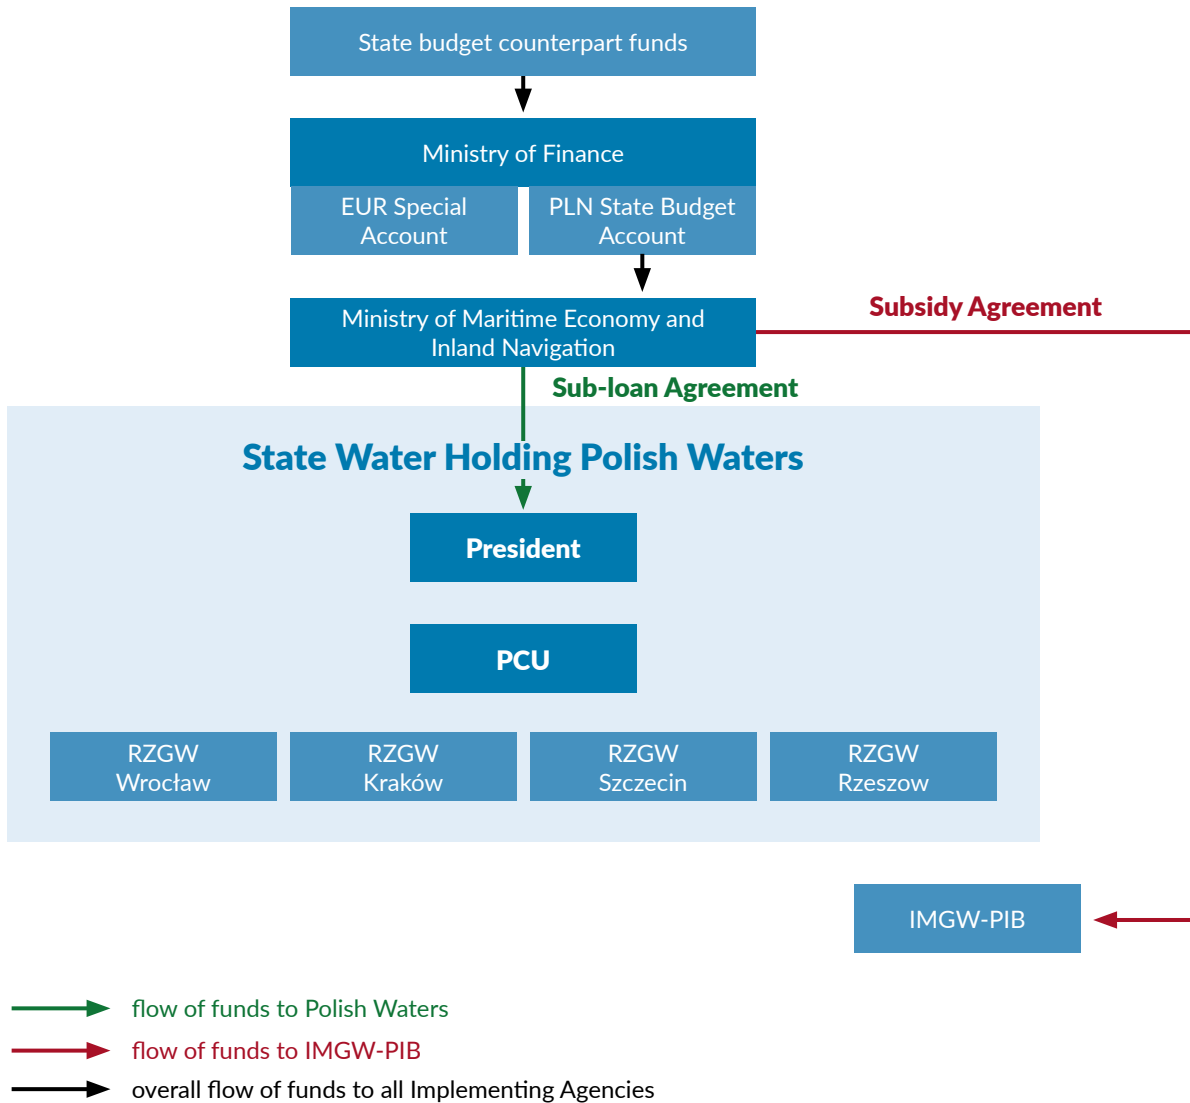 State budget counterpart funds
Ministry of Finance
EUR Special
Account
PLN State Budget
Account
Ministry of Maritime Economy and
Inland Navigation
Subsidy Agreement
Sub-loan Agreement
State Water Holding Polish Waters
President
PCU
RZGW
Wrocław
RZGW
Kraków
RZGW
Szczecin
RZGW
Rzeszow
IMGW-PIB
flow of funds to Polish Waters
flow of funds to IMGW-PIB
overall flow of funds to all Implementing Agencies